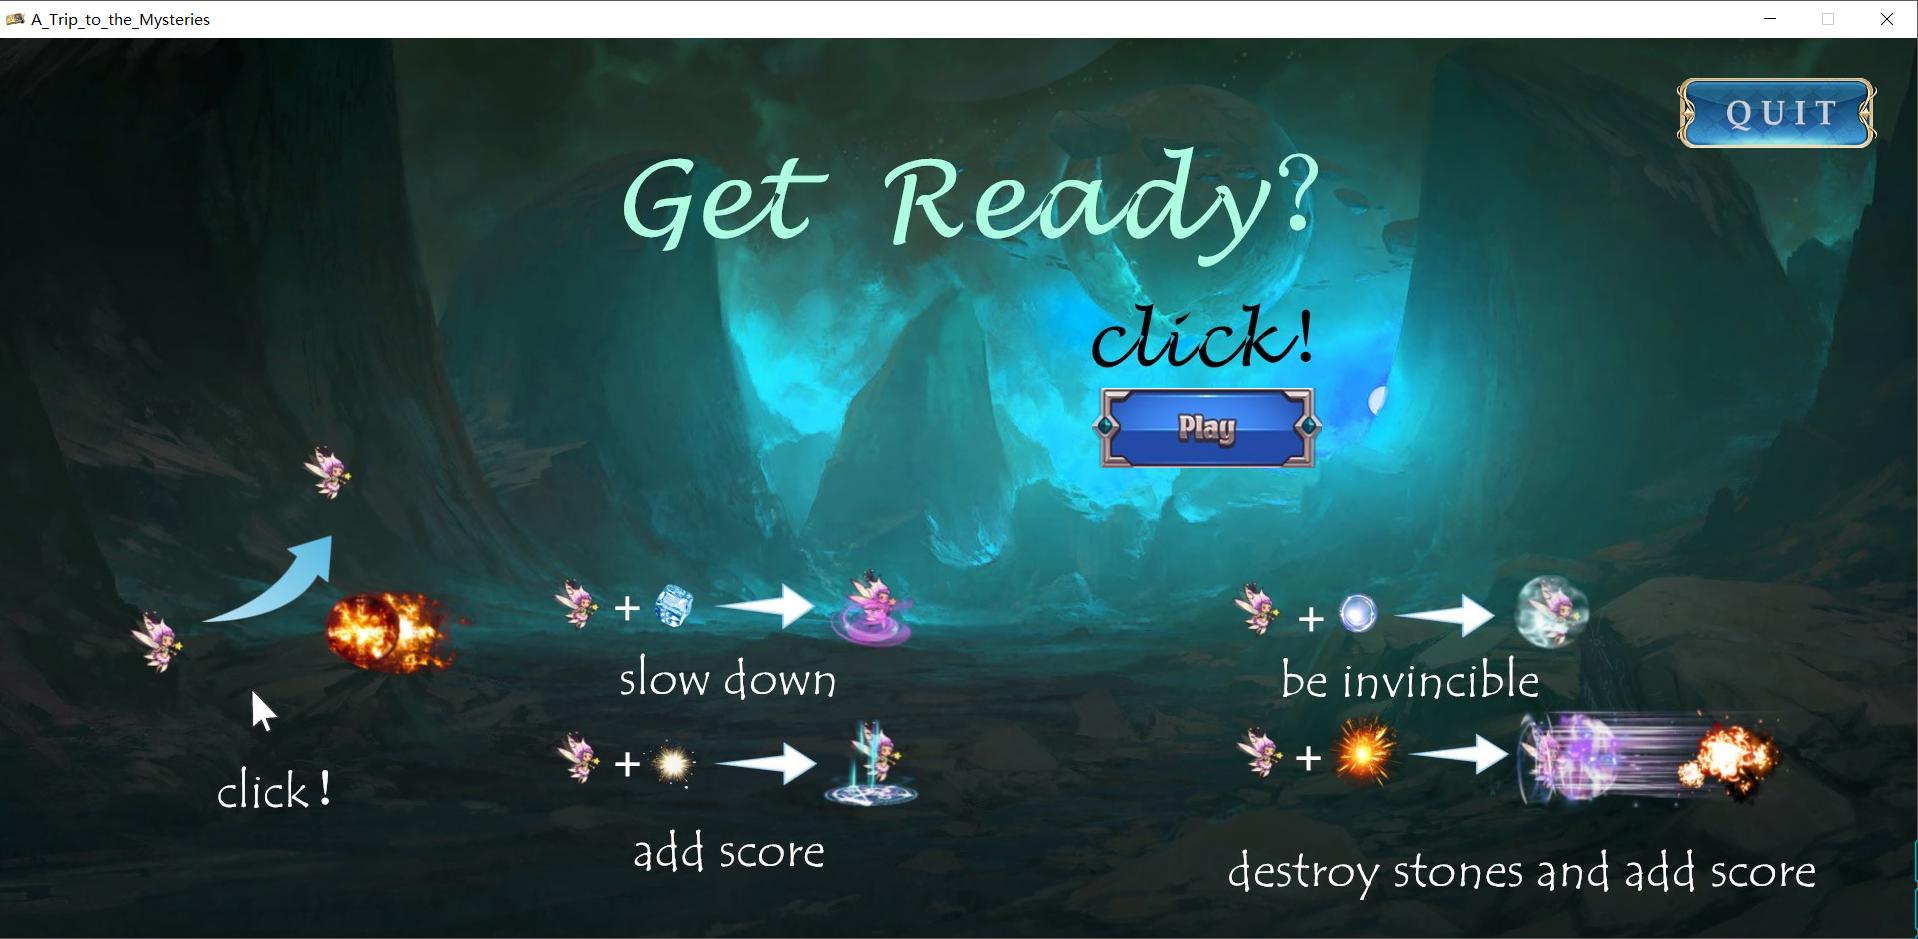 A_Trip_to_the_Mysteries
QUIT
Get Ready?
click!
Play
slow down
be invincible
click!
add score
destroy stones and add score